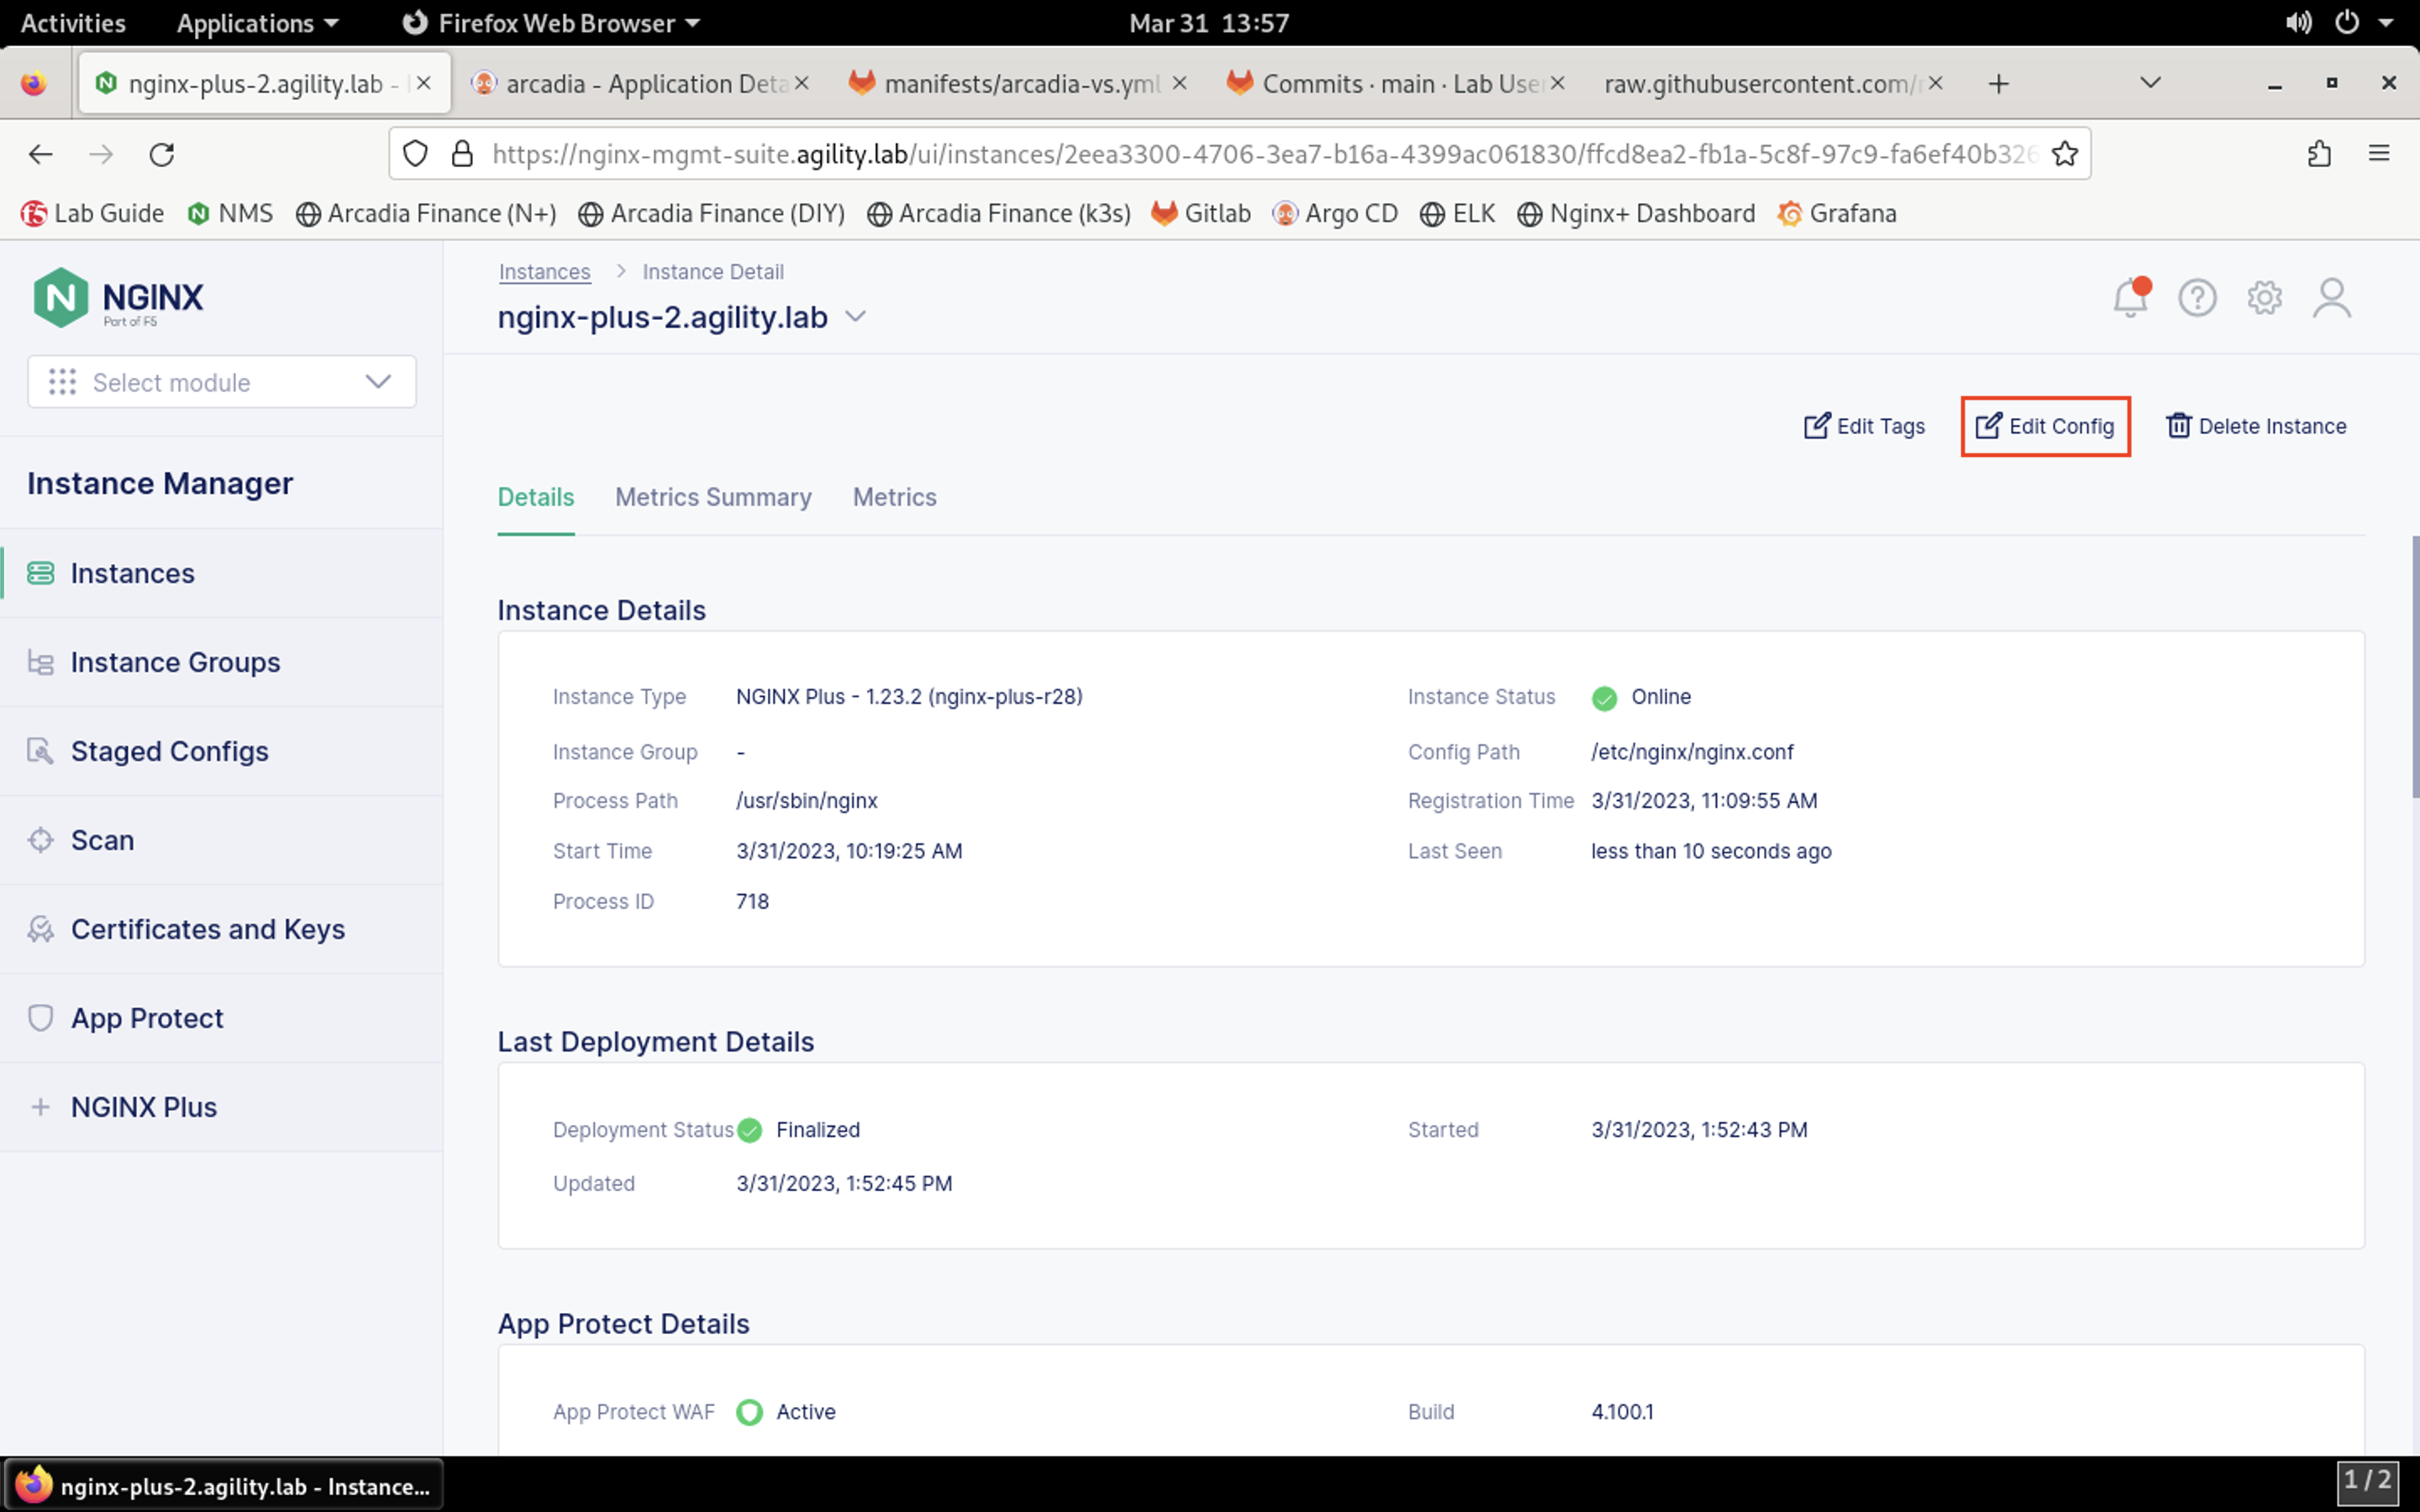 Activities Applications Firefox Web Browser Mar 31 13:57
nginx-plus-2.agility.lab - arcadia - Application Deta manifests/arcadia-vs.yml Commits · main · Lab Use raw.githubusercontent.com/
https://nginx-mgmt-suite.agility.lab/ui/instances/2eea3300-4706-3ea7-b16a-4399ac061830/ffcd8ea2-fb1a-5c8f-97c9-fa6ef40b326
Lab Guide NMS Arcadia Finance (N+) Arcadia Finance (DIY) Arcadia Finance (k3s) Gitlab Argo CD ELK Nginx+ Dashboard Grafana
NGINX
Part of F5
Select module
Instance Manager
Instances
Instance Groups
Staged Configs
Scan
Certificates and Keys
App Protect
NGINX Plus
Instances > Instance Detail
nginx-plus-2.agility.lab
Edit Tags Edit Config Delete Instance
Details Metrics Summary Metrics
Instance Details
Instance Type NGINX Plus - 1.23.2 (nginx-plus-r28) Instance Status Online
Instance Group - Config Path /etc/nginx/nginx.conf
Process Path /usr/sbin/nginx Registration Time 3/31/2023, 11:09:55 AM
Start Time 3/31/2023, 10:19:25 AM Last Seen less than 10 seconds ago
Process ID 718
Last Deployment Details
Deployment Status Finalized Started 3/31/2023, 1:52:43 PM
Updated 3/31/2023, 1:52:45 PM
App Protect Details
App Protect WAF Active Build 4.100.1
nginx-plus-2.agility.lab - Instance... 1 / 2